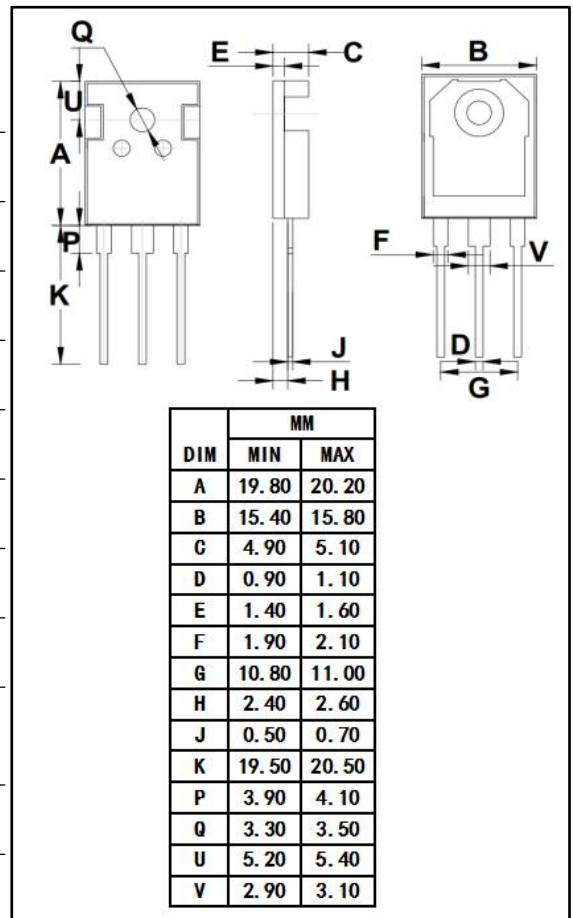 Q
E
C
B
U
A
P
K
F
V
J
H
D
G
MM
DIM MIN MAX
A 19.80 20.20
B 15.40 15.80
C 4.90 5.10
D 0.90 1.10
E 1.40 1.60
F 1.90 2.10
G 10.80 11.00
H 2.40 2.60
J 0.50 0.70
K 19.50 20.50
P 3.90 4.10
Q 3.30 3.50
U 5.20 5.40
V 2.90 3.10